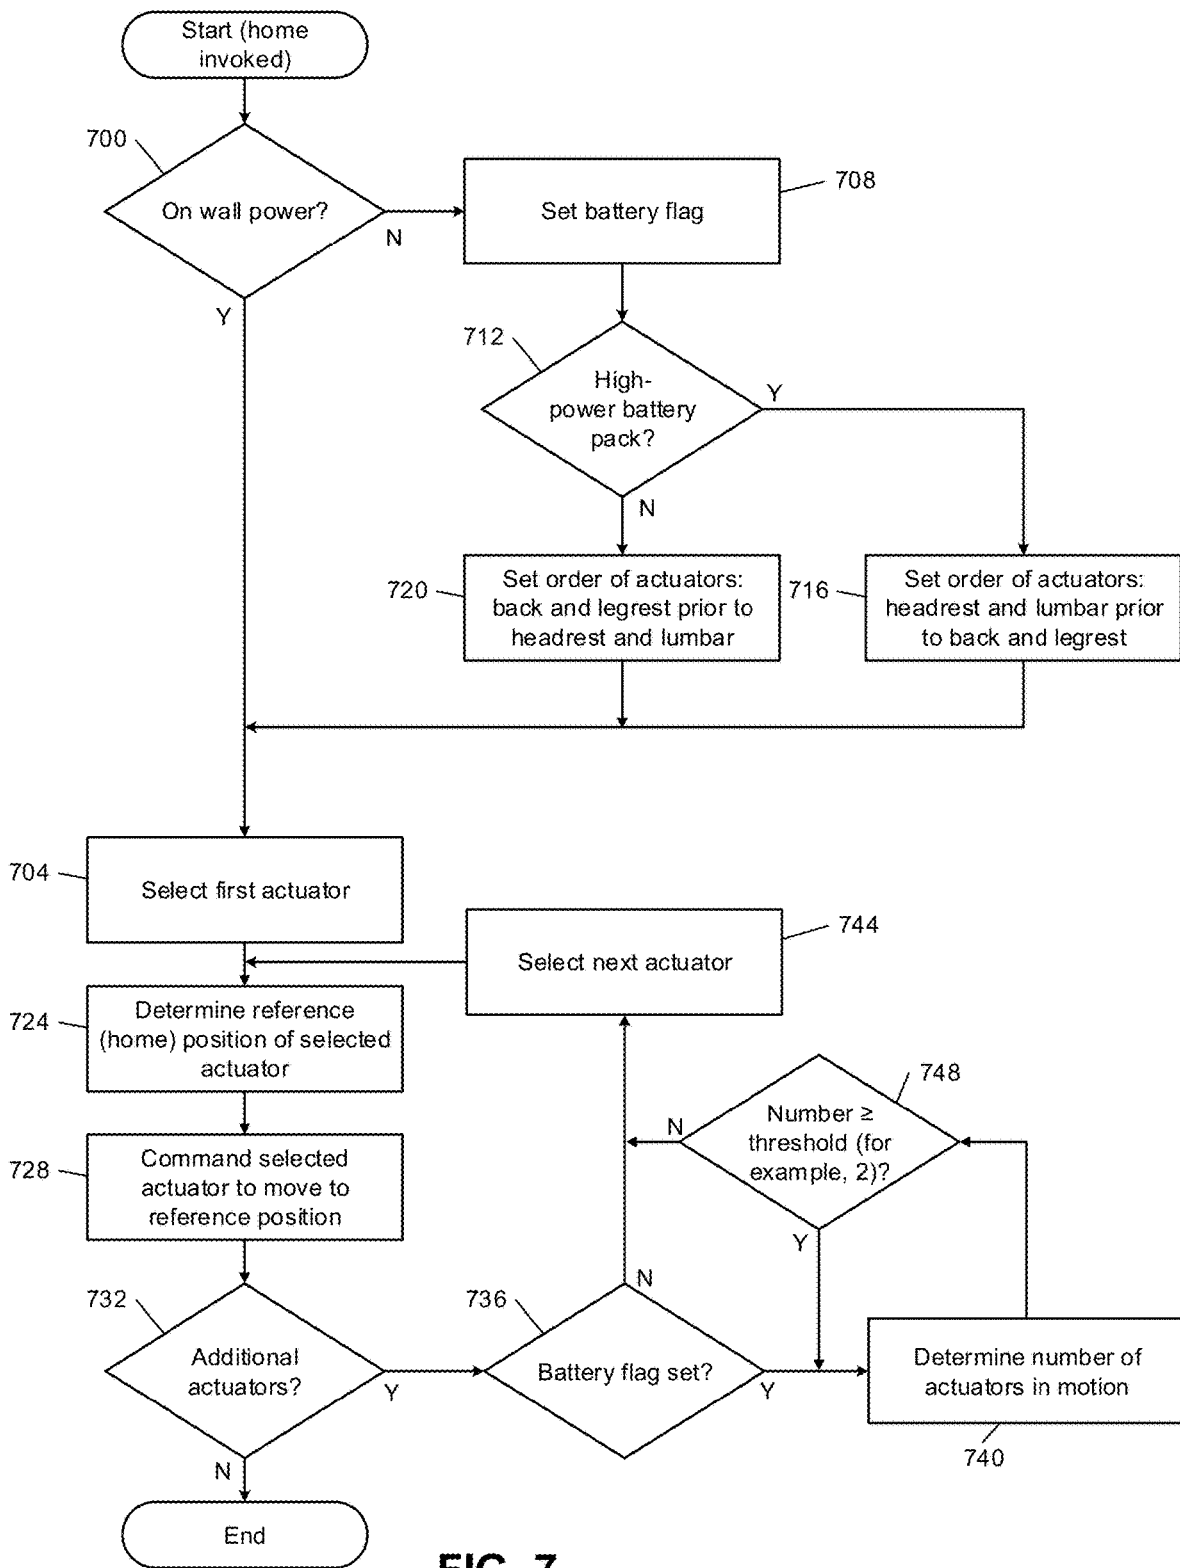 Start (home
invoked)
700
On wall power?
N
Y
Set battery flag
708
712
High-
power battery
pack?
Y
N
720
Set order of actuators:
back and legrest prior to
headrest and lumbar
716
Set order of actuators:
headrest and lumbar prior
to back and legrest
704
Select first actuator
Select next actuator
744
724
Determine reference
(home) position of selected
actuator
748
Number ≥
threshold (for
example, 2)?
N
Y
728
Command selected
actuator to move to
reference position
732
Additional
actuators?
Y
N
736
Battery flag set?
N
Y
Determine number of
actuators in motion
740
End
FIG. 7